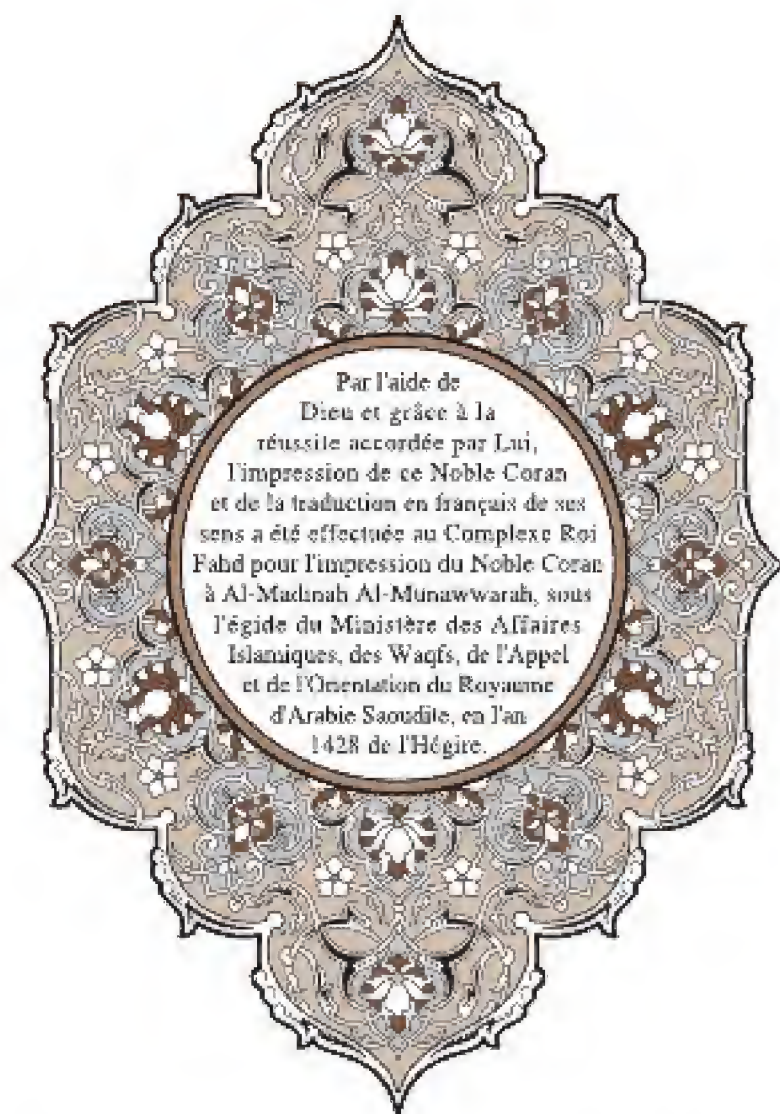 Par l'aide de
Dieu et grâce à la
réussite accordée par Lui,
l'impression de ce Noble Coran
et de la traduction en français de ses
sens a été effectuée au Complexe Roi
Fahd pour l'impression du Noble Coran
à Al-Madinah Al-Munawwarah, sous
l'égide du Ministère des Affaires
Islamiques, des Waqfs, de l'Appel
et de l'Orientation du Royaume
d'Arabie Saoudite, en l'an
1428 de l'Hégire.